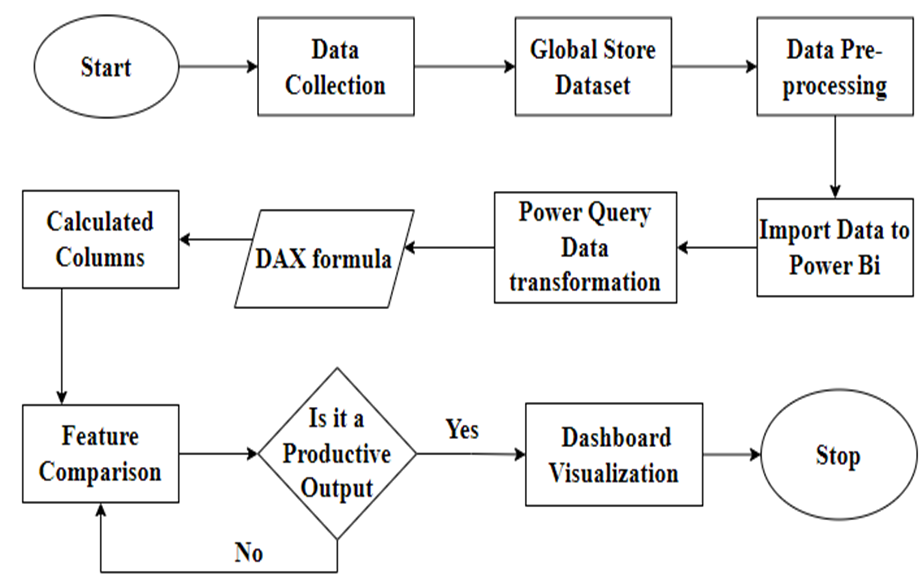 Start
Data
Collection
Global Store
Dataset
Data Pre-
processing
Import Data to
Power Bi
Power Query
Data
transformation
DAX formula
Calculated
Columns
Feature
Comparison
Is it a
Productive
Output
Yes
No
Dashboard
Visualization
Stop